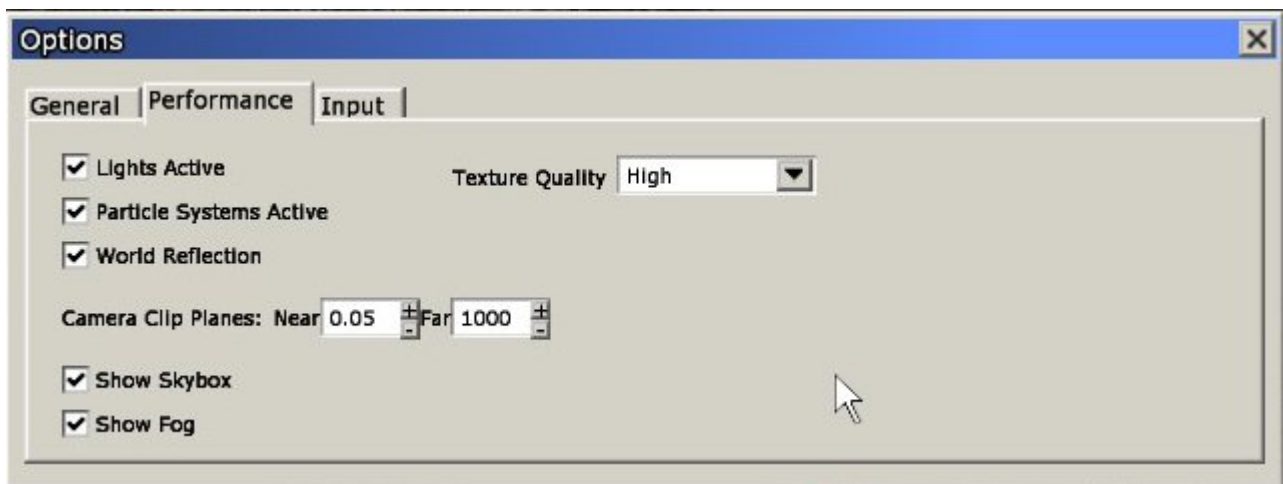 Options
General Performance Input
Lights Active Texture Quality High
Particle Systems Active
World Reflection
Camera Clip Planes: Near 0.05 + - Far 1000 + -
Show Skybox
Show Fog